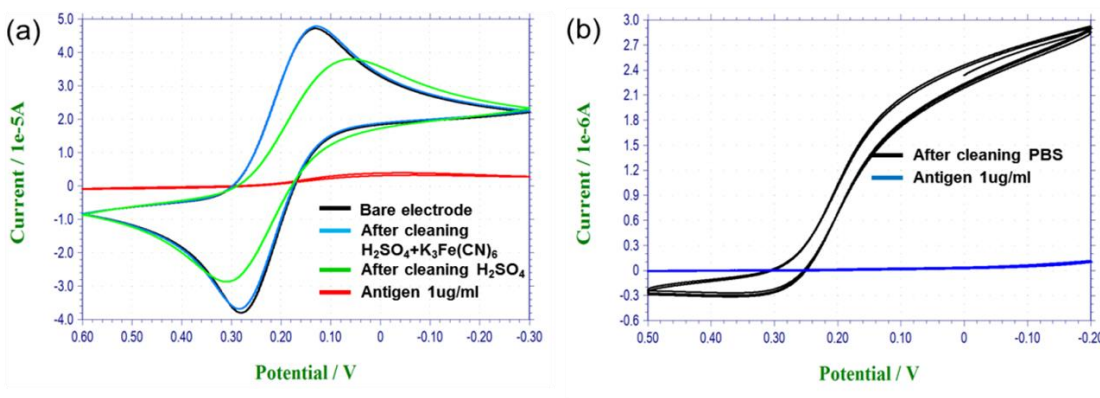 (a)
5.0
4.0
3.0
2.0
1.0
0
-1.0
-2.0
-3.0
-4.0
Current / 1e-5A
Bare electrode
After cleaning
H₂SO₄+K₃Fe(CN)₆
After cleaning H₂SO₄
Antigen 1ug/ml
0.60 0.50 0.40 0.30 0.20 0.10 0 -0.10 -0.20 -0.30
Potential / V
(b)
3.0
2.7
2.4
2.1
1.8
1.5
1.2
0.9
0.6
0.3
0
-0.3
-0.6
Current / 1e-6A
After cleaning PBS
Antigen 1ug/ml
0.50 0.40 0.30 0.20 0.10 0 -0.10 -0.20
Potential / V